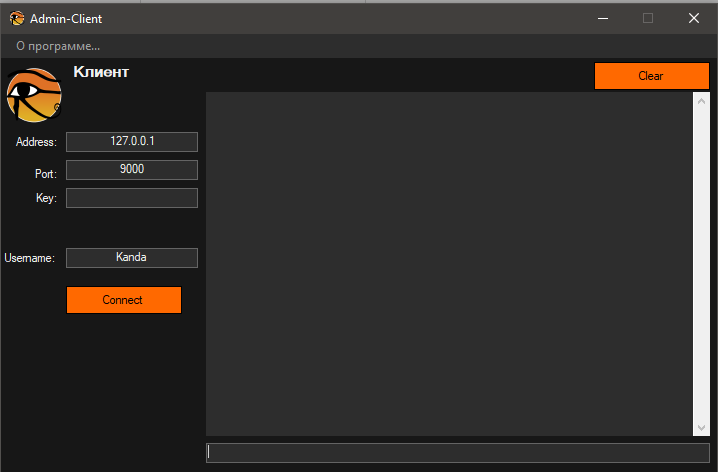 Admin-Client
О программе...
Клиент
Clear
Address: 127.0.0.1
Port: 9000
Key:
Username: Kanda
Connect